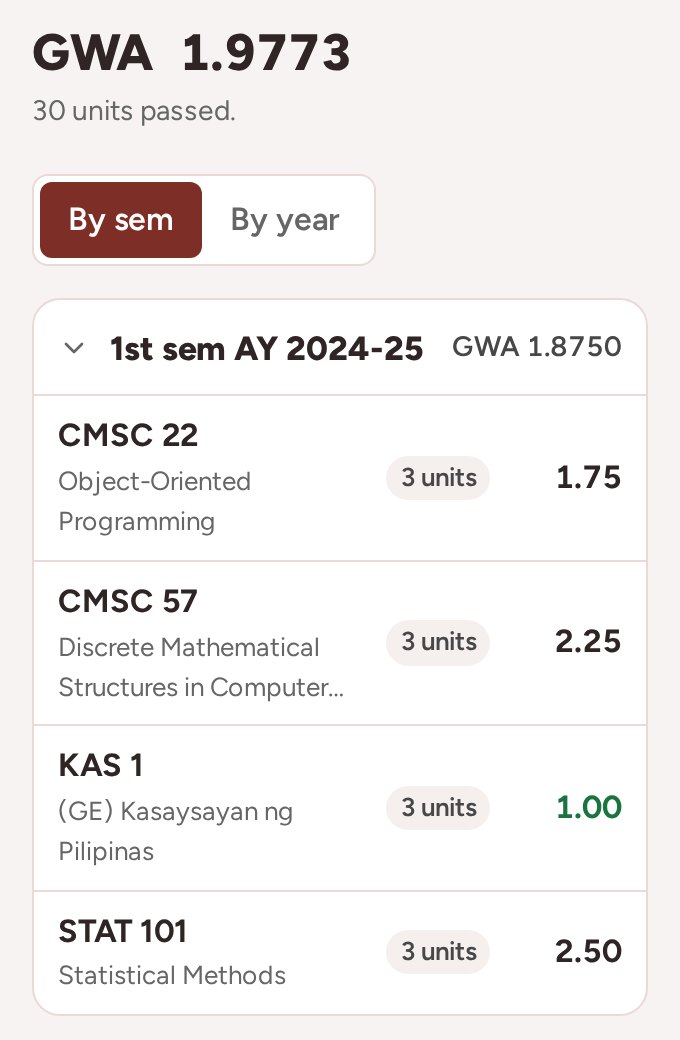 GWA 1.9773
30 units passed.
By sem By year
1st sem AY 2024-25 GWA 1.8750
CMSC 22
Object-Oriented
Programming
3 units 1.75
CMSC 57
Discrete Mathematical
Structures in Computer...
3 units 2.25
KAS 1
(GE) Kasaysayan ng
Pilipinas
3 units 1.00
STAT 101
Statistical Methods
3 units 2.50